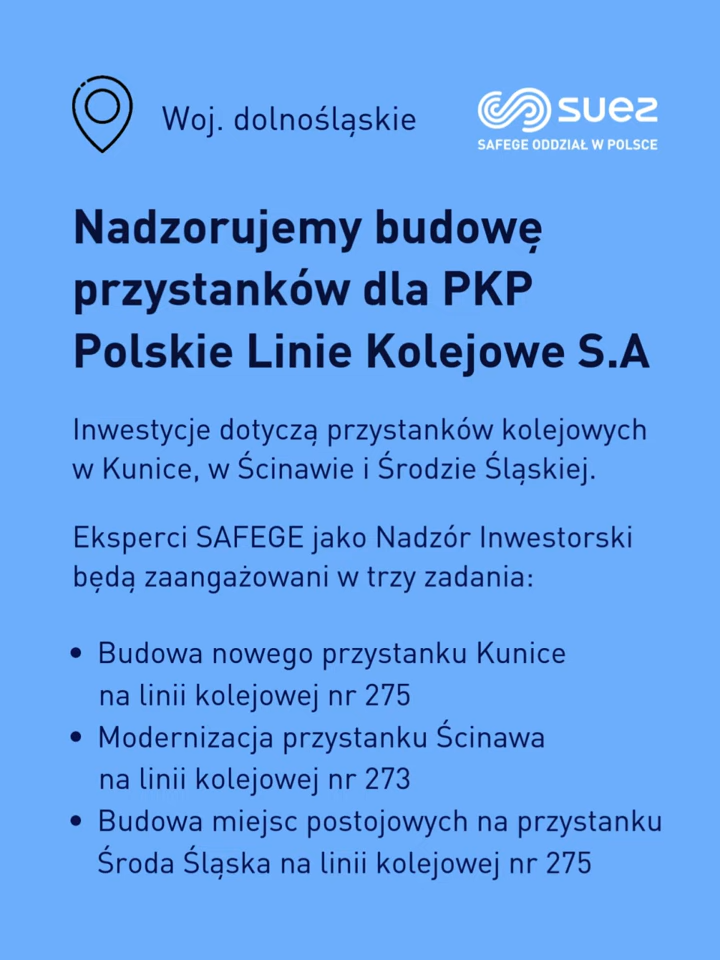 Woj. dolnośląskie
suez
SAFEGE ODDZIAŁ W POLSCE
Nadzorujemy budowę
przystanków dla PKP
Polskie Linie Kolejowe S.A
Inwestycje dotyczą przystanków kolejowych
w Kunice, w Ścinawie i Środzie Śląskiej.
Eksperci SAFEGE jako Nadzór Inwestorski
będą zaangażowani w trzy zadania:
• Budowa nowego przystanku Kunice
na linii kolejowej nr 275
• Modernizacja przystanku Ścinawa
na linii kolejowej nr 273
• Budowa miejsc postojowych na przystanku
Środa Śląska na linii kolejowej nr 275